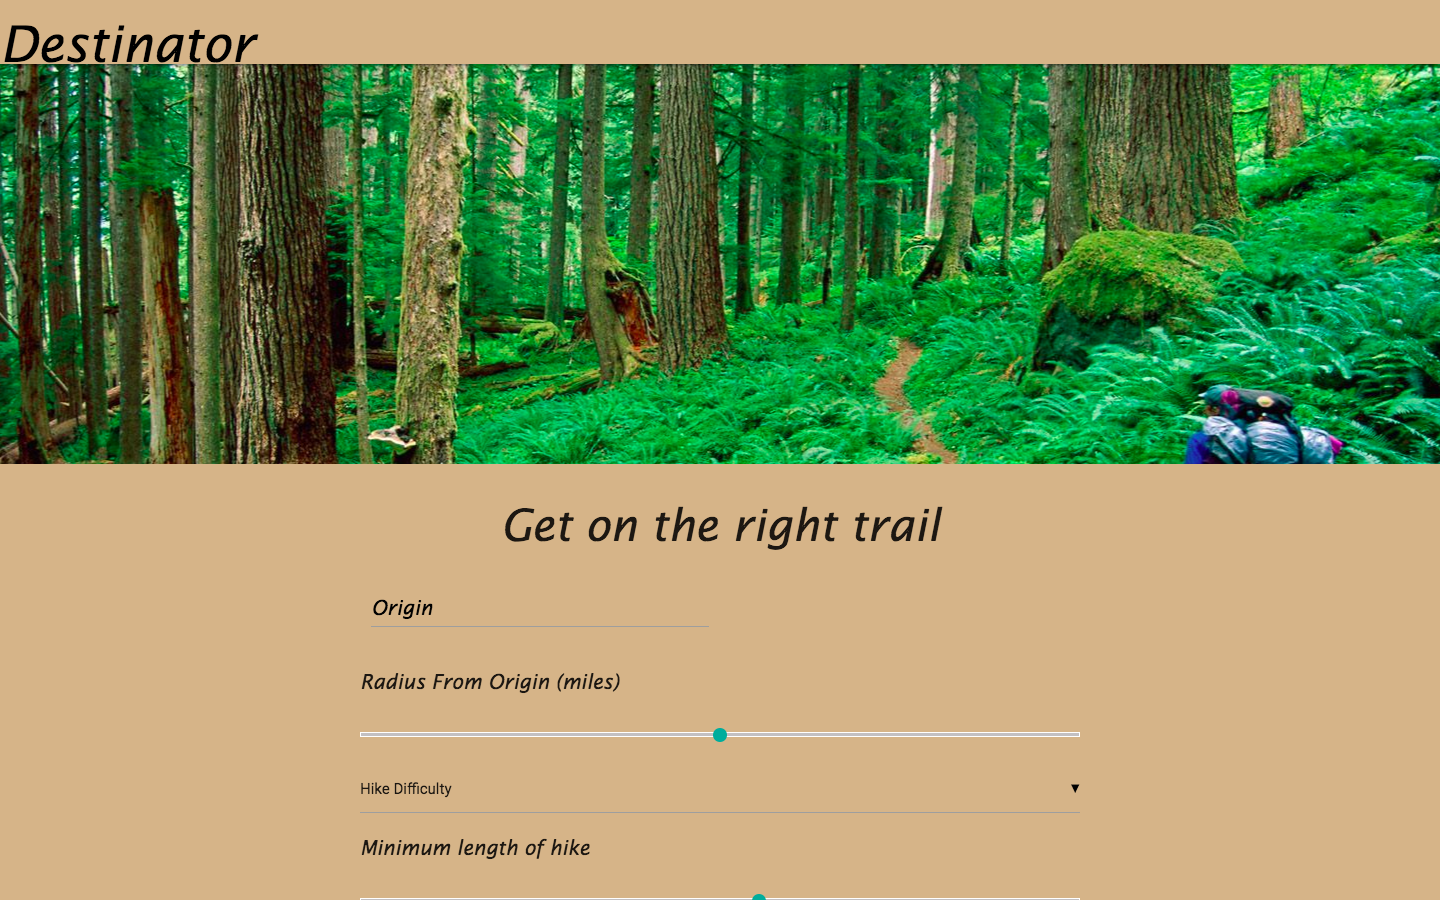 Destinator
Get on the right trail
Origin
Radius From Origin (miles)
Hike Difficulty
Minimum length of hike